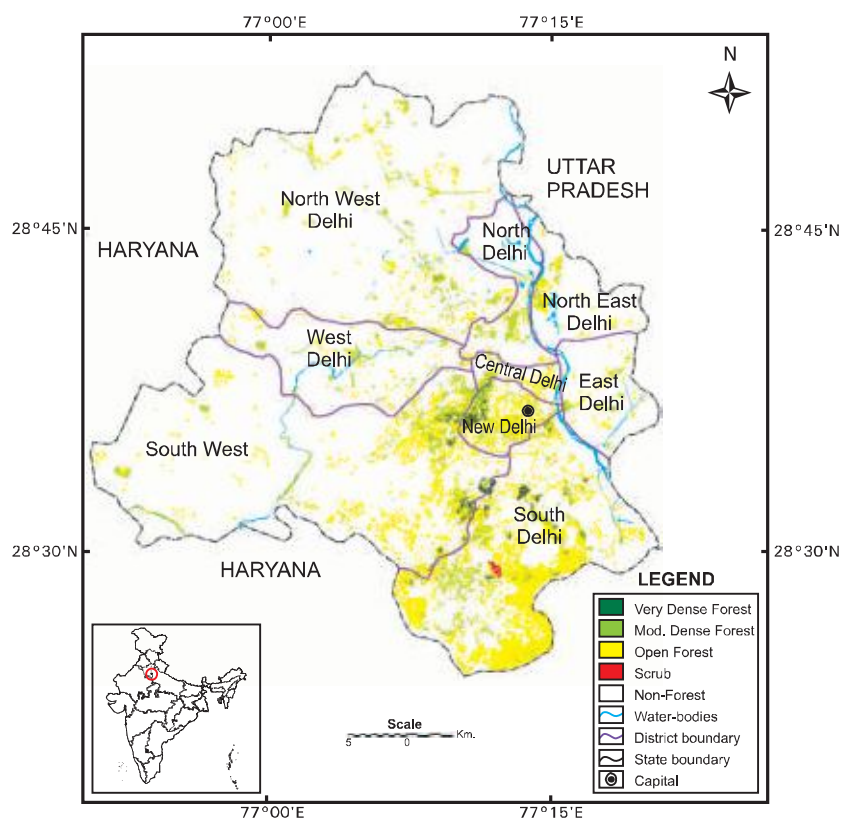 77°00'
77°15'
N
UTTAR
PRADESH
North West
Delhi
North
Delhi
28°45'N
28°45'N
HARYANA
North East
Delhi
West
Delhi
Central Delhi
East
Delhi
New Delhi
South West
South
Delhi
28°30'N
28°30'N
HARYANA
LEGEND
Very Dense Forest
Mod. Dense Forest
Open Forest
Scrub
Non-Forest
Water-bodies
District boundary
State boundary
Capital
Scale
5 0 5 Km.
77°00'
77°15'